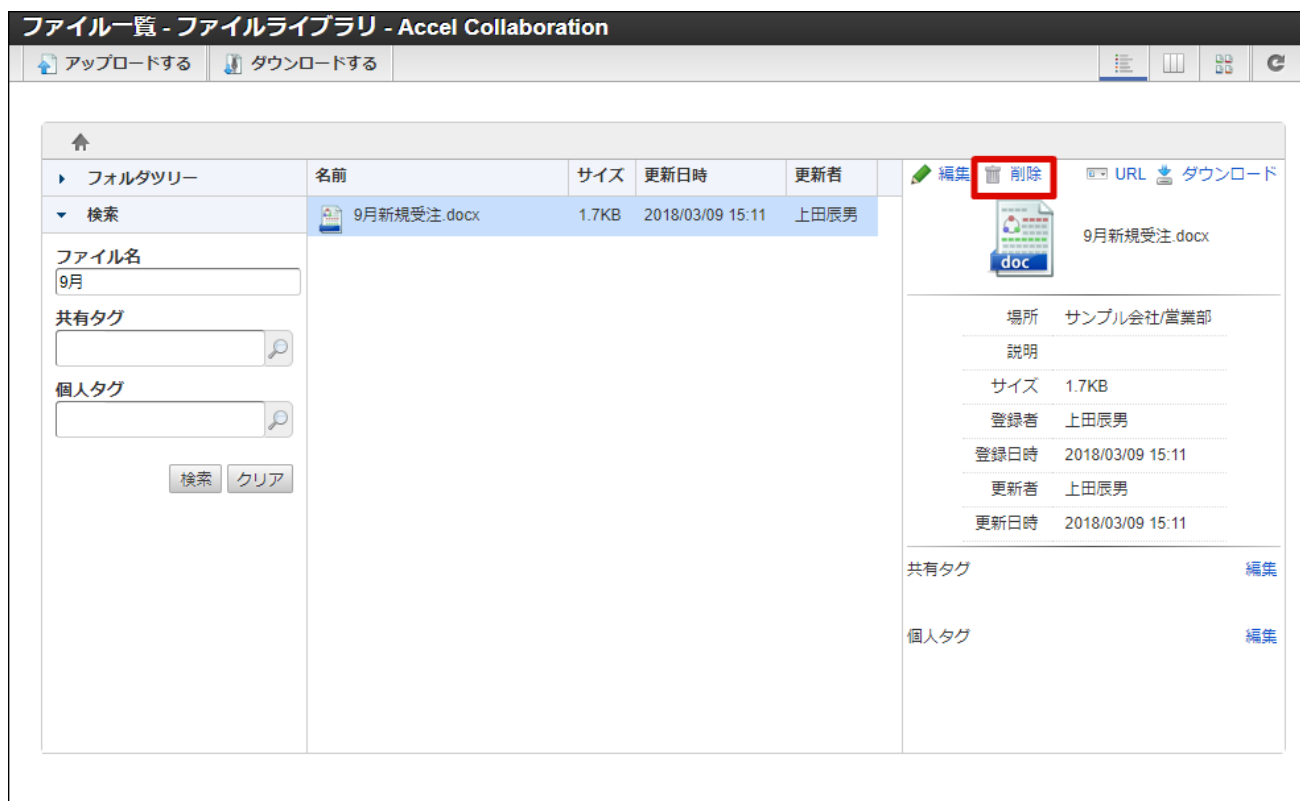 ファイル一覧 - ファイルライブラリ - Accel Collaboration
アップロードする ダウンロードする
フォルダツリー
検索
ファイル名
9月
共有タグ
個人タグ
検索 クリア
名前 サイズ 更新日時 更新者
9月新規受注.docx 1.7KB 2018/03/09 15:11 上田辰男
編集 削除 URL ダウンロード
doc
9月新規受注.docx
場所 サンプル会社/営業部
説明
サイズ 1.7KB
登録者 上田辰男
登録日時 2018/03/09 15:11
更新者 上田辰男
更新日時 2018/03/09 15:11
共有タグ 編集
個人タグ 編集